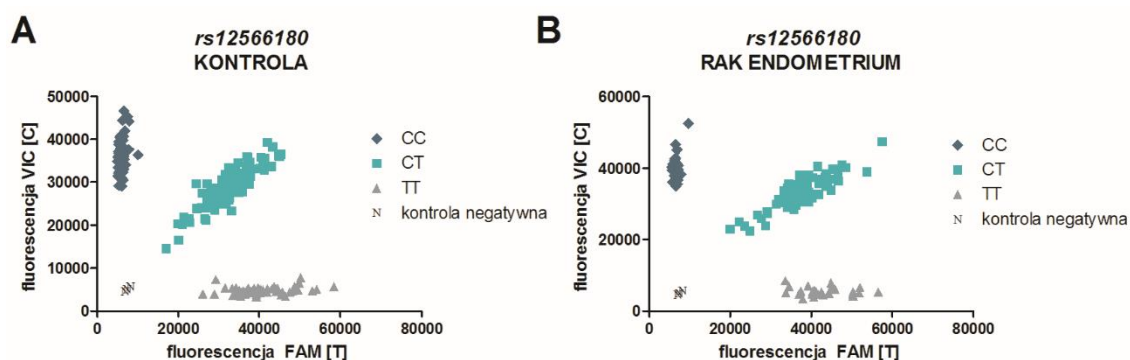 A
rs12566180
KONTROLA
fluorescencja VIC [C]
50000
40000
30000
20000
10000
0
0 20000 40000 60000 80000
fluorescencja FAM [T]
CC
CT
TT
N kontrola negatywna
N N
B
rs12566180
RAK ENDOMETRIUM
fluorescencja VIC [C]
60000
40000
20000
0
0 20000 40000 60000 80000
fluorescencja FAM [T]
CC
CT
TT
N kontrola negatywna
N N